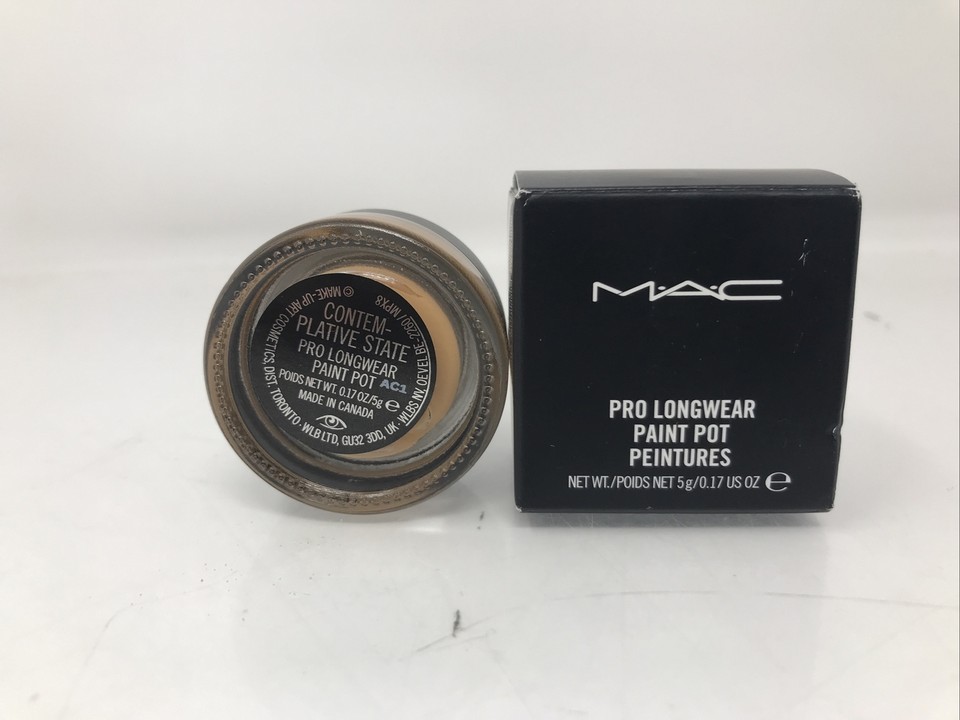 CONTEM-
PLATIVE STATE
PRO LONGWEAR
PAINT POT AC1
POIDS NET WT. 0.17 OZ/5g ℮
MADE IN CANADA
© MAKE-UP ART COSMETICS, DIST. TORONTO · WLB LTD, GU32 3DD, UK · WLBS NV, OEVEL BE-2260 / MPX8
M·A·C
PRO LONGWEAR
PAINT POT
PEINTURES
NET WT./POIDS NET 5 g/0.17 US OZ ℮